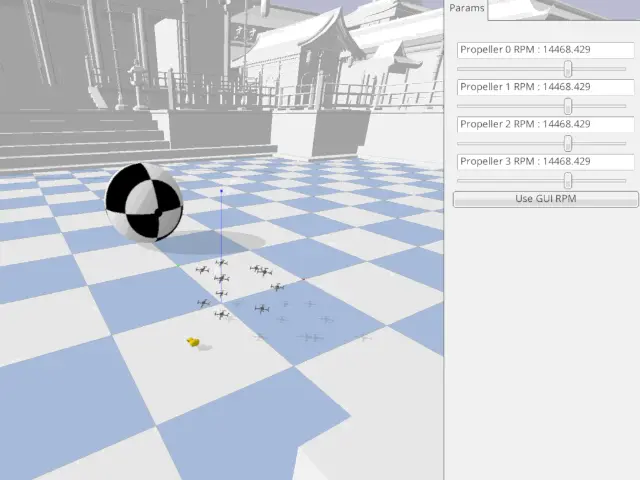 Params
Propeller 0 RPM : 14468.429
Propeller 1 RPM : 14468.429
Propeller 2 RPM : 14468.429
Propeller 3 RPM : 14468.429
Use GUI RPM